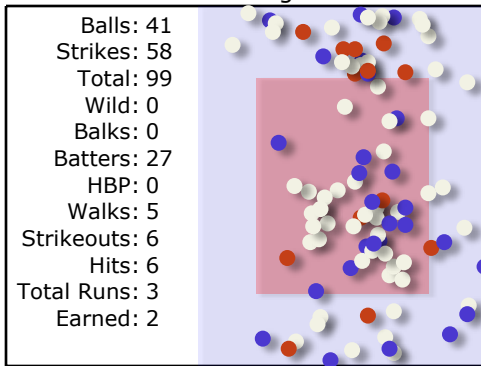 Balls: 41
Strikes: 58
Total: 99
Wild: 0
Balks: 0
Batters: 27
HBP: 0
Walks: 5
Strikeouts: 6
Hits: 6
Total Runs: 3
Earned: 2